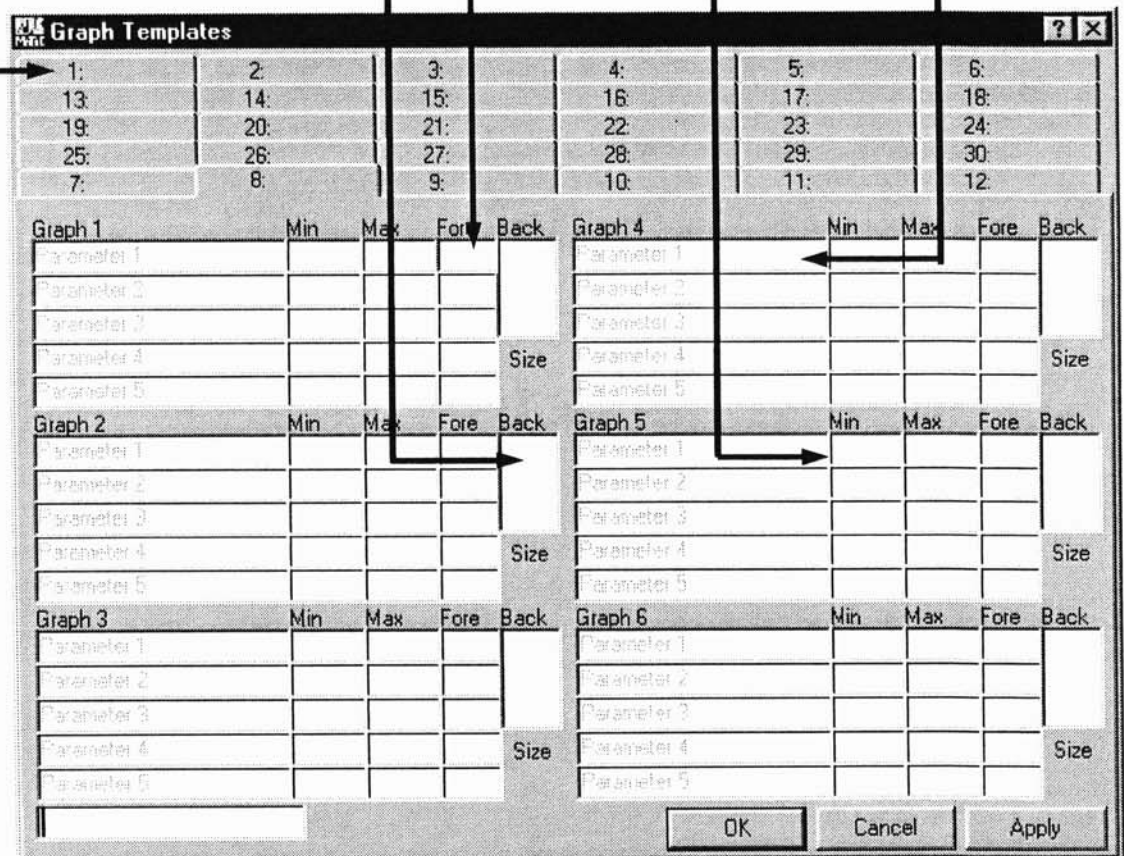 Graph Templates
1: 2: 3: 4: 5: 6:
13: 14: 15: 16: 17: 18:
19: 20: 21: 22: 23: 24:
25: 26: 27: 28: 29: 30:
7: 8: 9: 10: 11: 12:
Graph 1 Min Max Fore Back
Parameter 1
Parameter 2
Parameter 3
Parameter 4
Size
Parameter 5
Graph 2 Min Max Fore Back
Parameter 1
Parameter 2
Parameter 3
Parameter 4
Size
Parameter 5
Graph 3 Min Max Fore Back
Parameter 1
Parameter 2
Parameter 3
Parameter 4
Size
Parameter 5
Graph 4 Min Max Fore Back
Parameter 1
Parameter 2
Parameter 3
Parameter 4
Size
Parameter 5
Graph 5 Min Max Fore Back
Parameter 1
Parameter 2
Parameter 3
Parameter 4
Size
Parameter 5
Graph 6 Min Max Fore Back
Parameter 1
Parameter 2
Parameter 3
Parameter 4
Size
Parameter 5
OK Cancel Apply